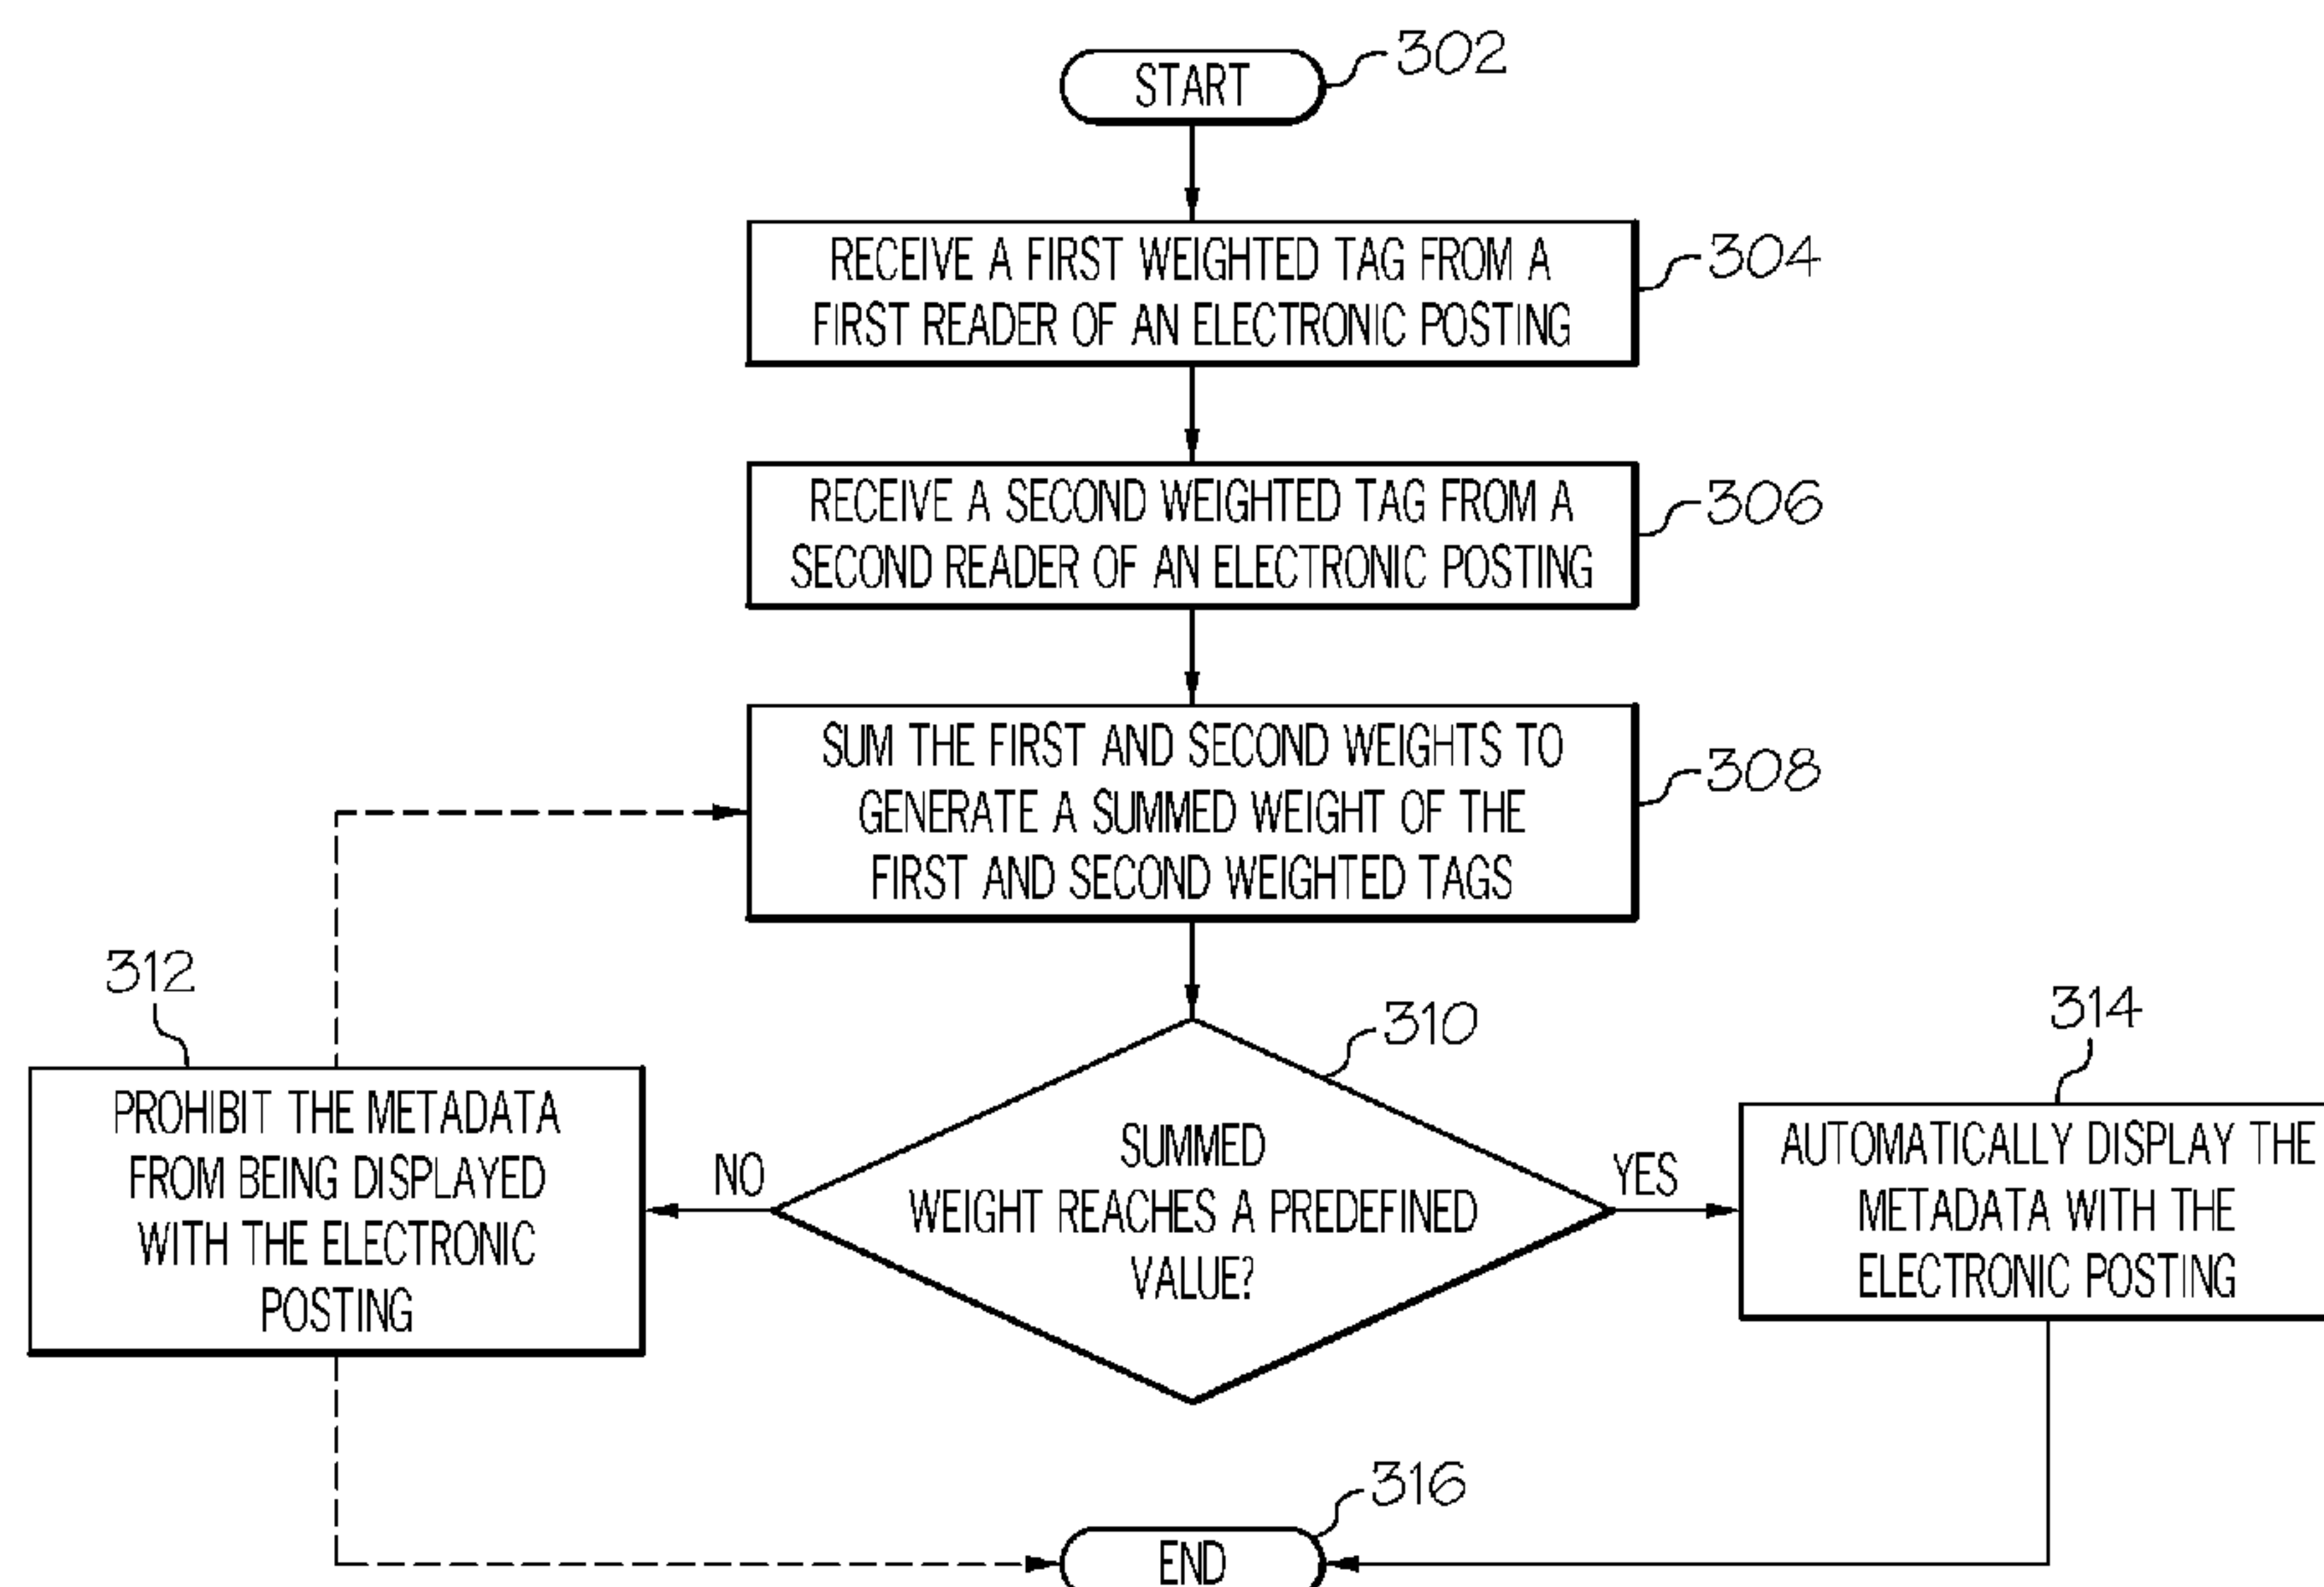 START
302
RECEIVE A FIRST WEIGHTED TAG FROM A
FIRST READER OF AN ELECTRONIC POSTING
304
RECEIVE A SECOND WEIGHTED TAG FROM A
SECOND READER OF AN ELECTRONIC POSTING
306
SUM THE FIRST AND SECOND WEIGHTS TO
GENERATE A SUMMED WEIGHT OF THE
FIRST AND SECOND WEIGHTED TAGS
308
312
PROHIBIT THE METADATA
FROM BEING DISPLAYED
WITH THE ELECTRONIC
POSTING
NO
310
SUMMED
WEIGHT REACHES A PREDEFINED
VALUE?
YES
314
AUTOMATICALLY DISPLAY THE
METADATA WITH THE
ELECTRONIC POSTING
316
END